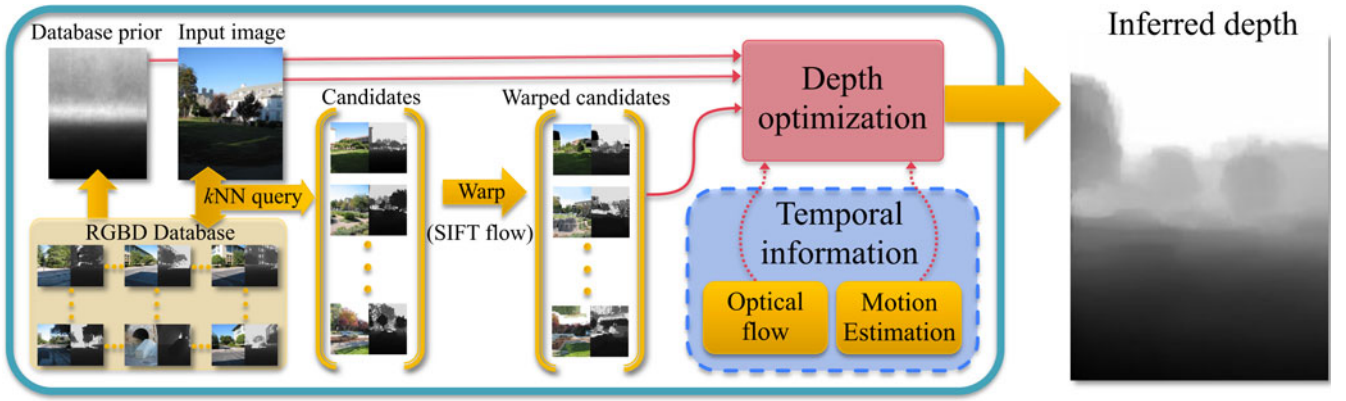 Database prior
Input image
Candidates
Warped candidates
Depth
optimization
Inferred depth
kNN query
Warp
(SIFT flow)
RGBD Database
Temporal
information
Optical
flow
Motion
Estimation